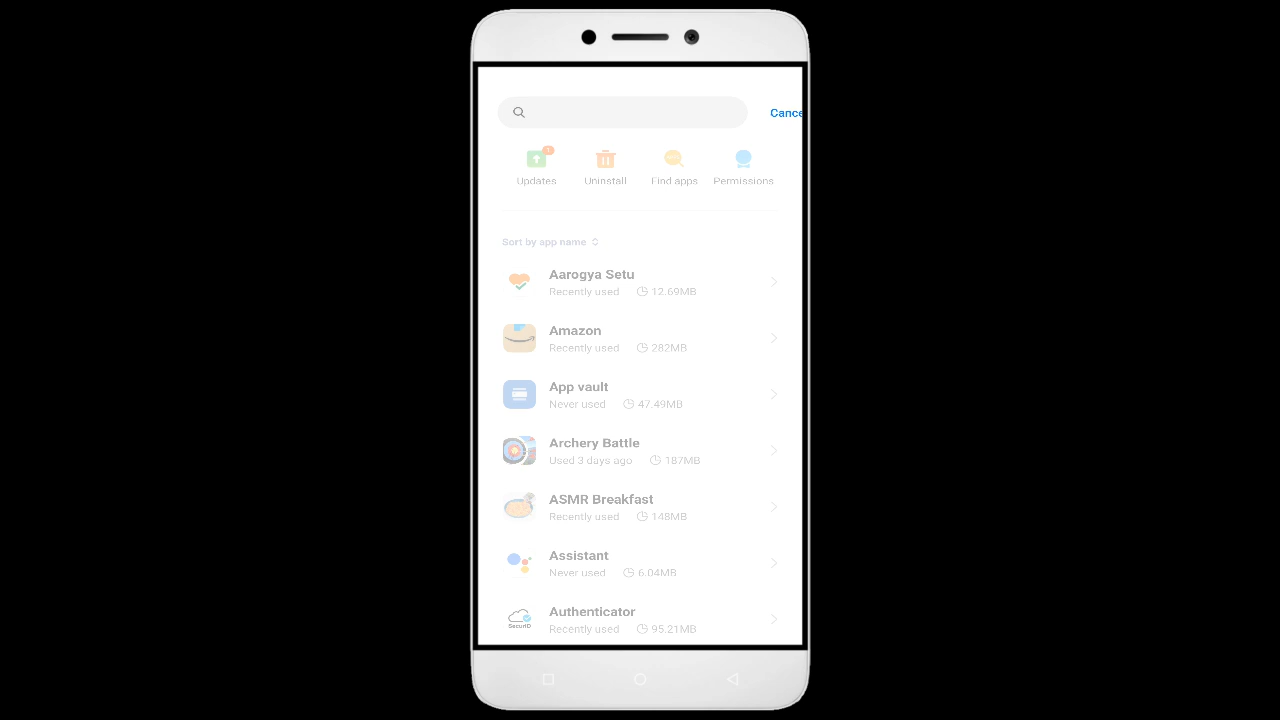 Cance
Updates
Uninstall
Find apps
Permissions
Sort by app name
Aarogya Setu
Recently used 12.69MB
Amazon
Recently used 282MB
App vault
Never used 47.49MB
Archery Battle
Used 3 days ago 187MB
ASMR Breakfast
Recently used 148MB
Assistant
Never used 6.04MB
Authenticator
SecurID
Recently used 95.21MB